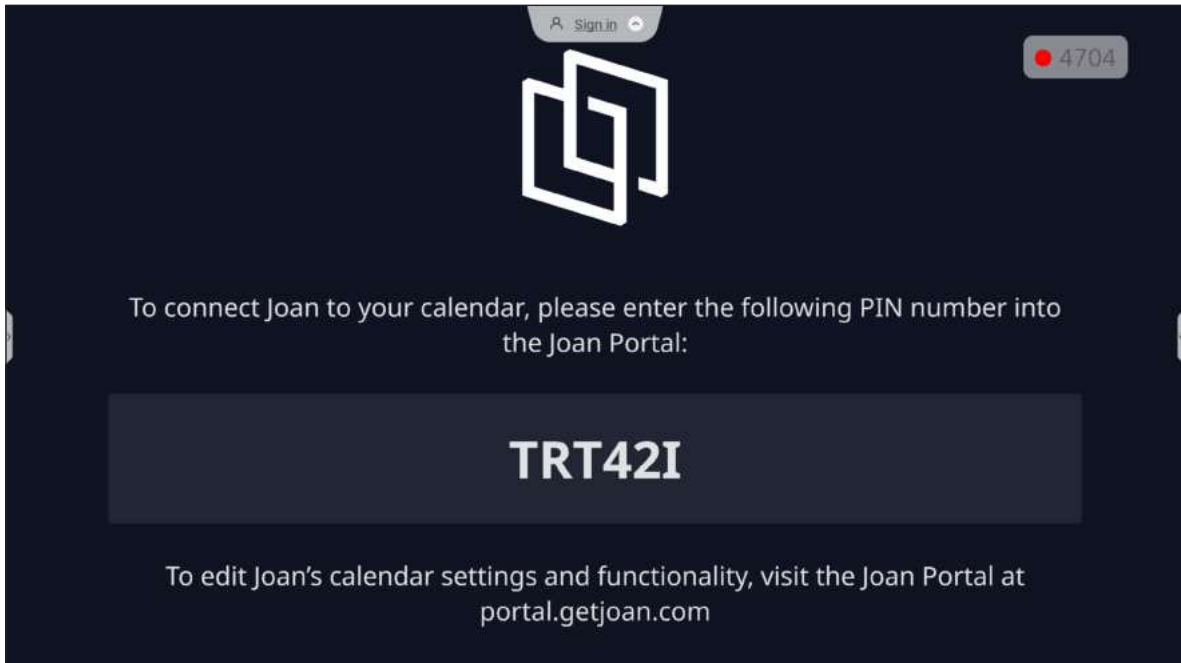 Sign in
4704
To connect Joan to your calendar, please enter the following PIN number into
the Joan Portal:
TRT42I
To edit Joan’s calendar settings and functionality, visit the Joan Portal at
portal.getjoan.com